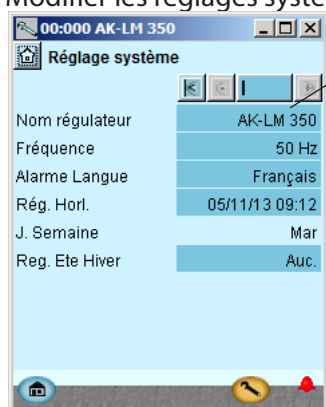 Modifier les réglages systè
00:000 AK-LM 350
Réglage système
Nom régulateur AK-LM 350
Fréquence 50 Hz
Alarme Langue Français
Rég. Horl. 05/11/13 09:12
J. Semaine Mar
Reg. Ete Hiver Auc.